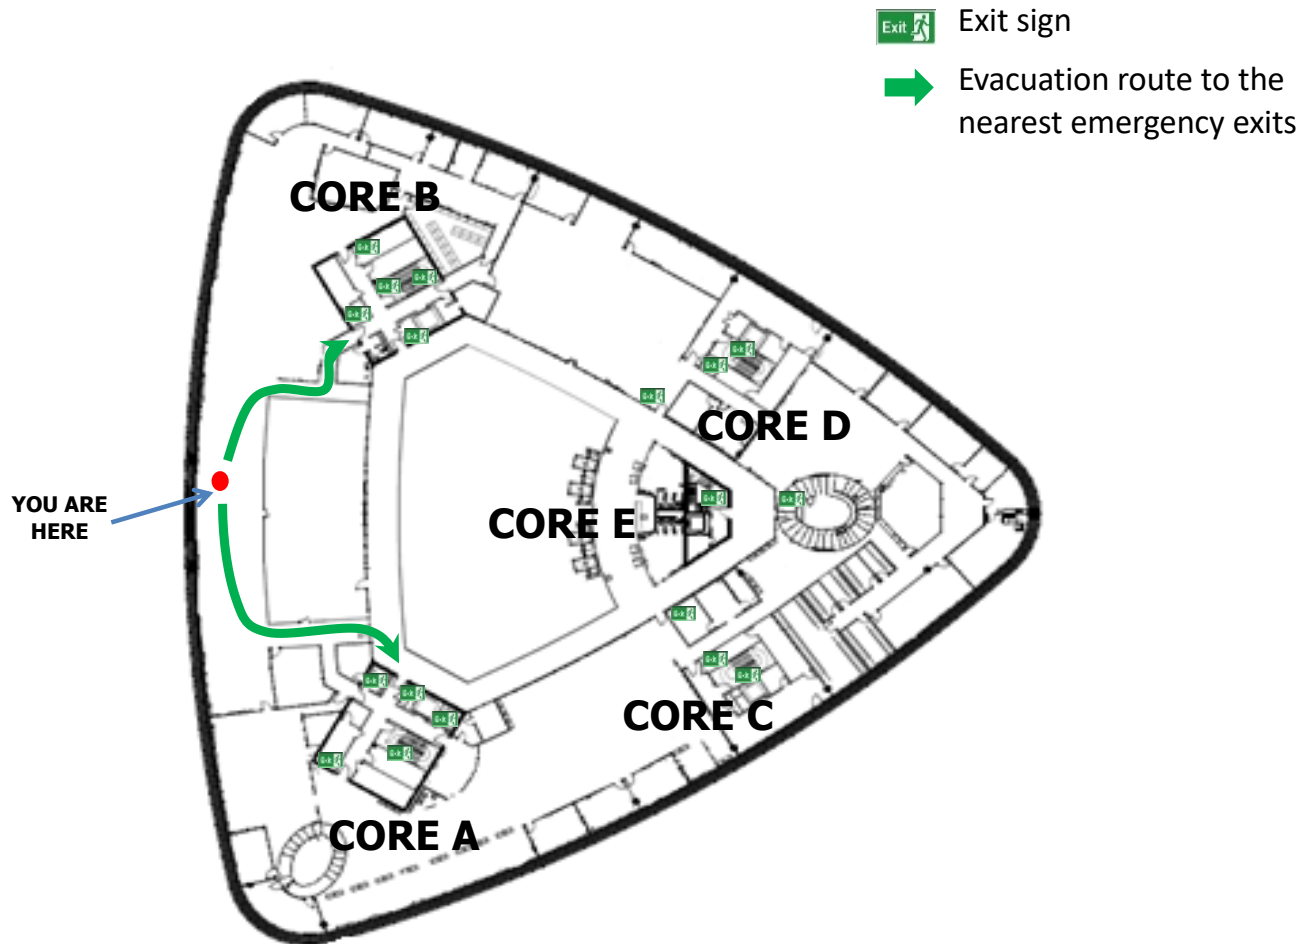 Exit
Exit sign
Evacuation route to the
nearest emergency exits
CORE B
CORE D
YOU ARE
HERE
CORE E
CORE C
CORE A